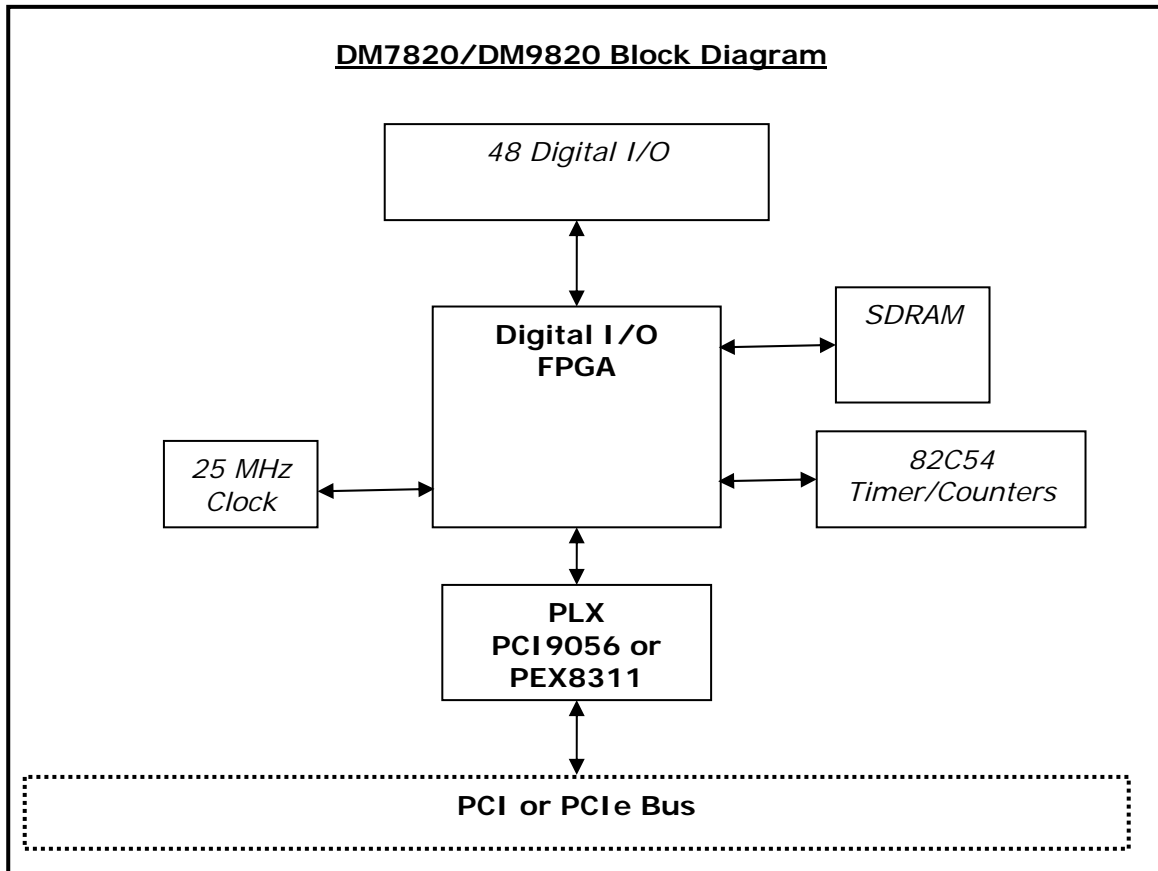 DM7820/DM9820 Block Diagram
48 Digital I/O
Digital I/O
FPGA
SDRAM
25 MHz
Clock
82C54
Timer/Counters
PLX
PCI9056 or
PEX8311
PCI or PCIe Bus